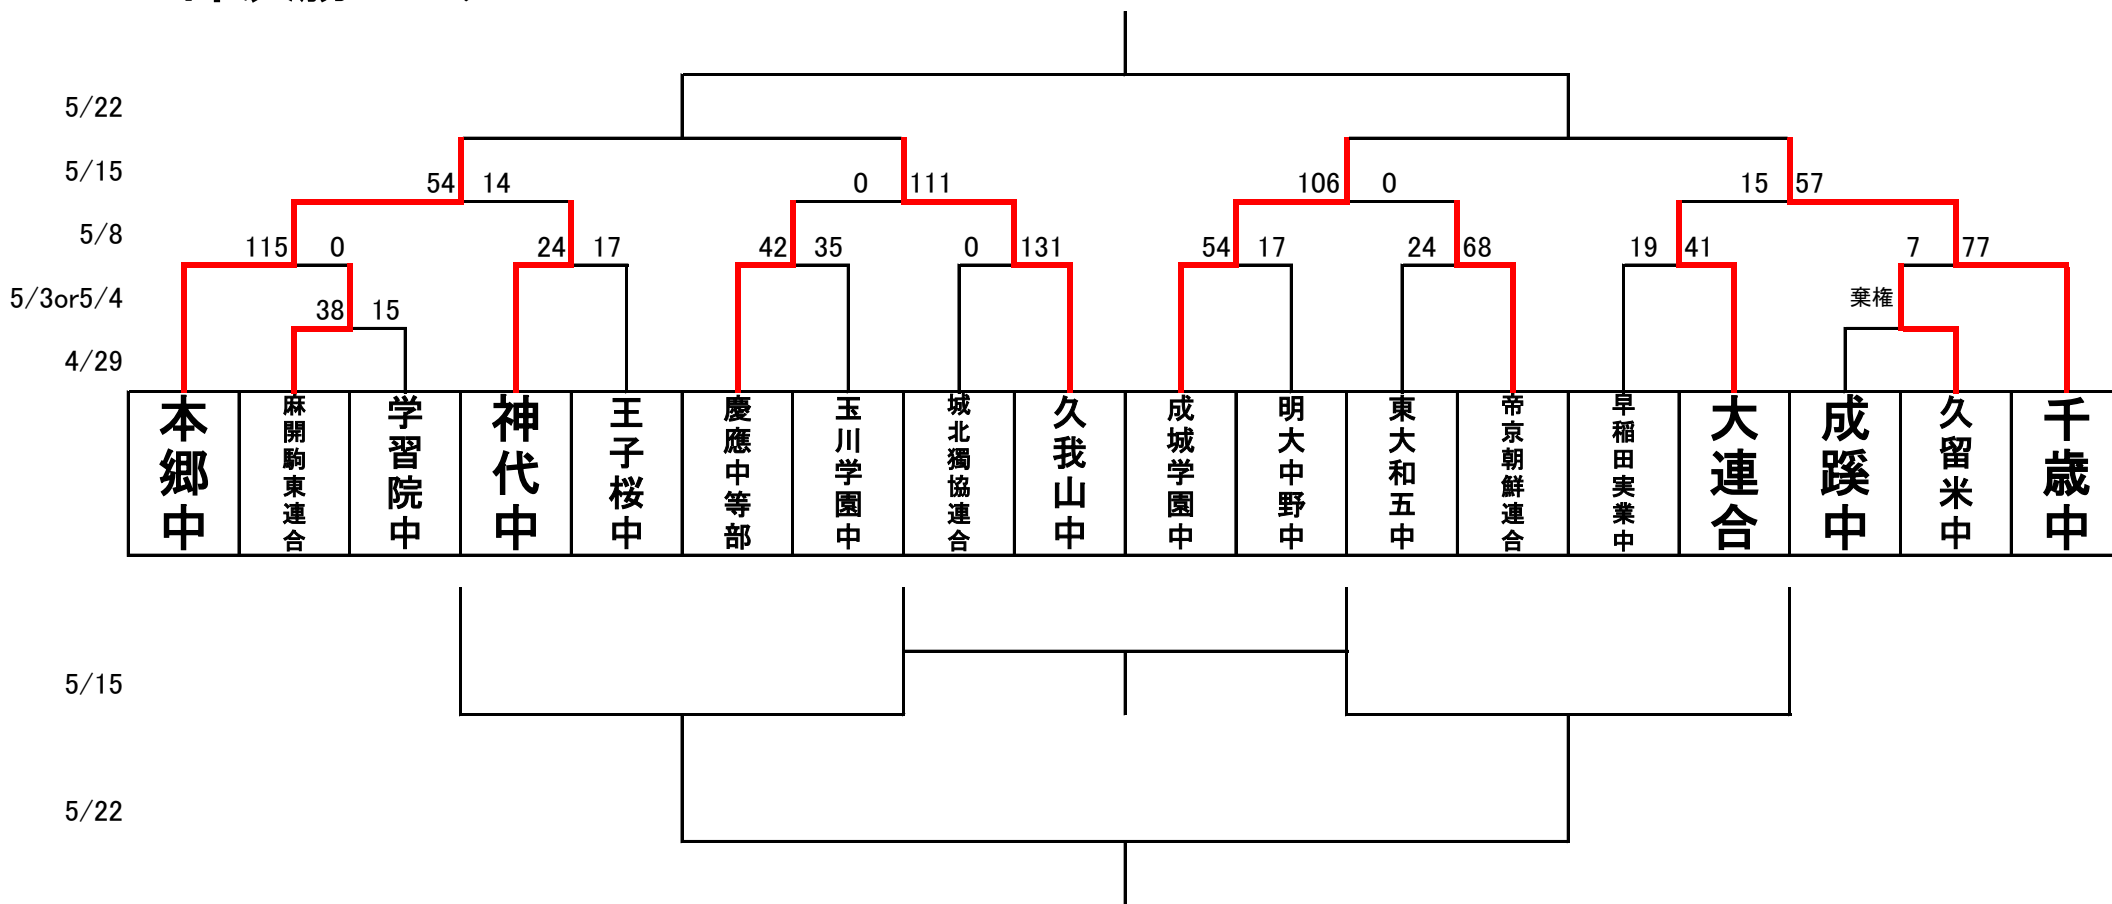 5/22
5/15
54 14 0 111 106 0 15 57
5/8
115 0 24 17 42 35 0 131 54 17 24 68 19 41 7 77
5/3or5/4
38 15 棄権
4/29
本郷中
麻開駒東連合
学習院中
神代中
王子桜中
慶應中等部
玉川学園中
城北獨協連合
久我山中
成城学園中
明大中野中
東大和五中
帝京朝鮮連合
早稲田実業中
大連合
成蹊中
久留米中
千歳中
5/15
5/22